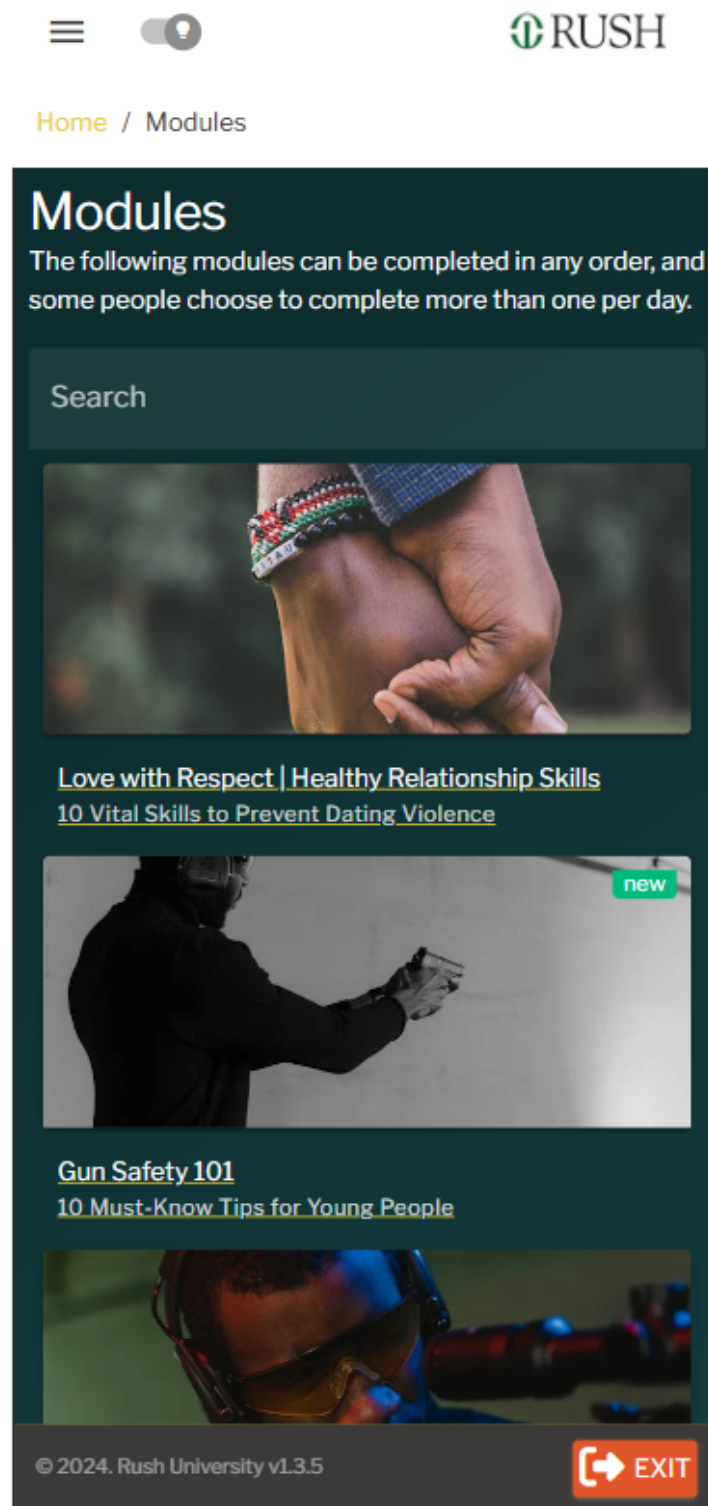 RUSH
Home / Modules
Modules
The following modules can be completed in any order, and
some people choose to complete more than one per day.
Search
Love with Respect | Healthy Relationship Skills
10 Vital Skills to Prevent Dating Violence
new
Gun Safety 101
10 Must-Know Tips for Young People
© 2024. Rush University v1.3.5
EXIT